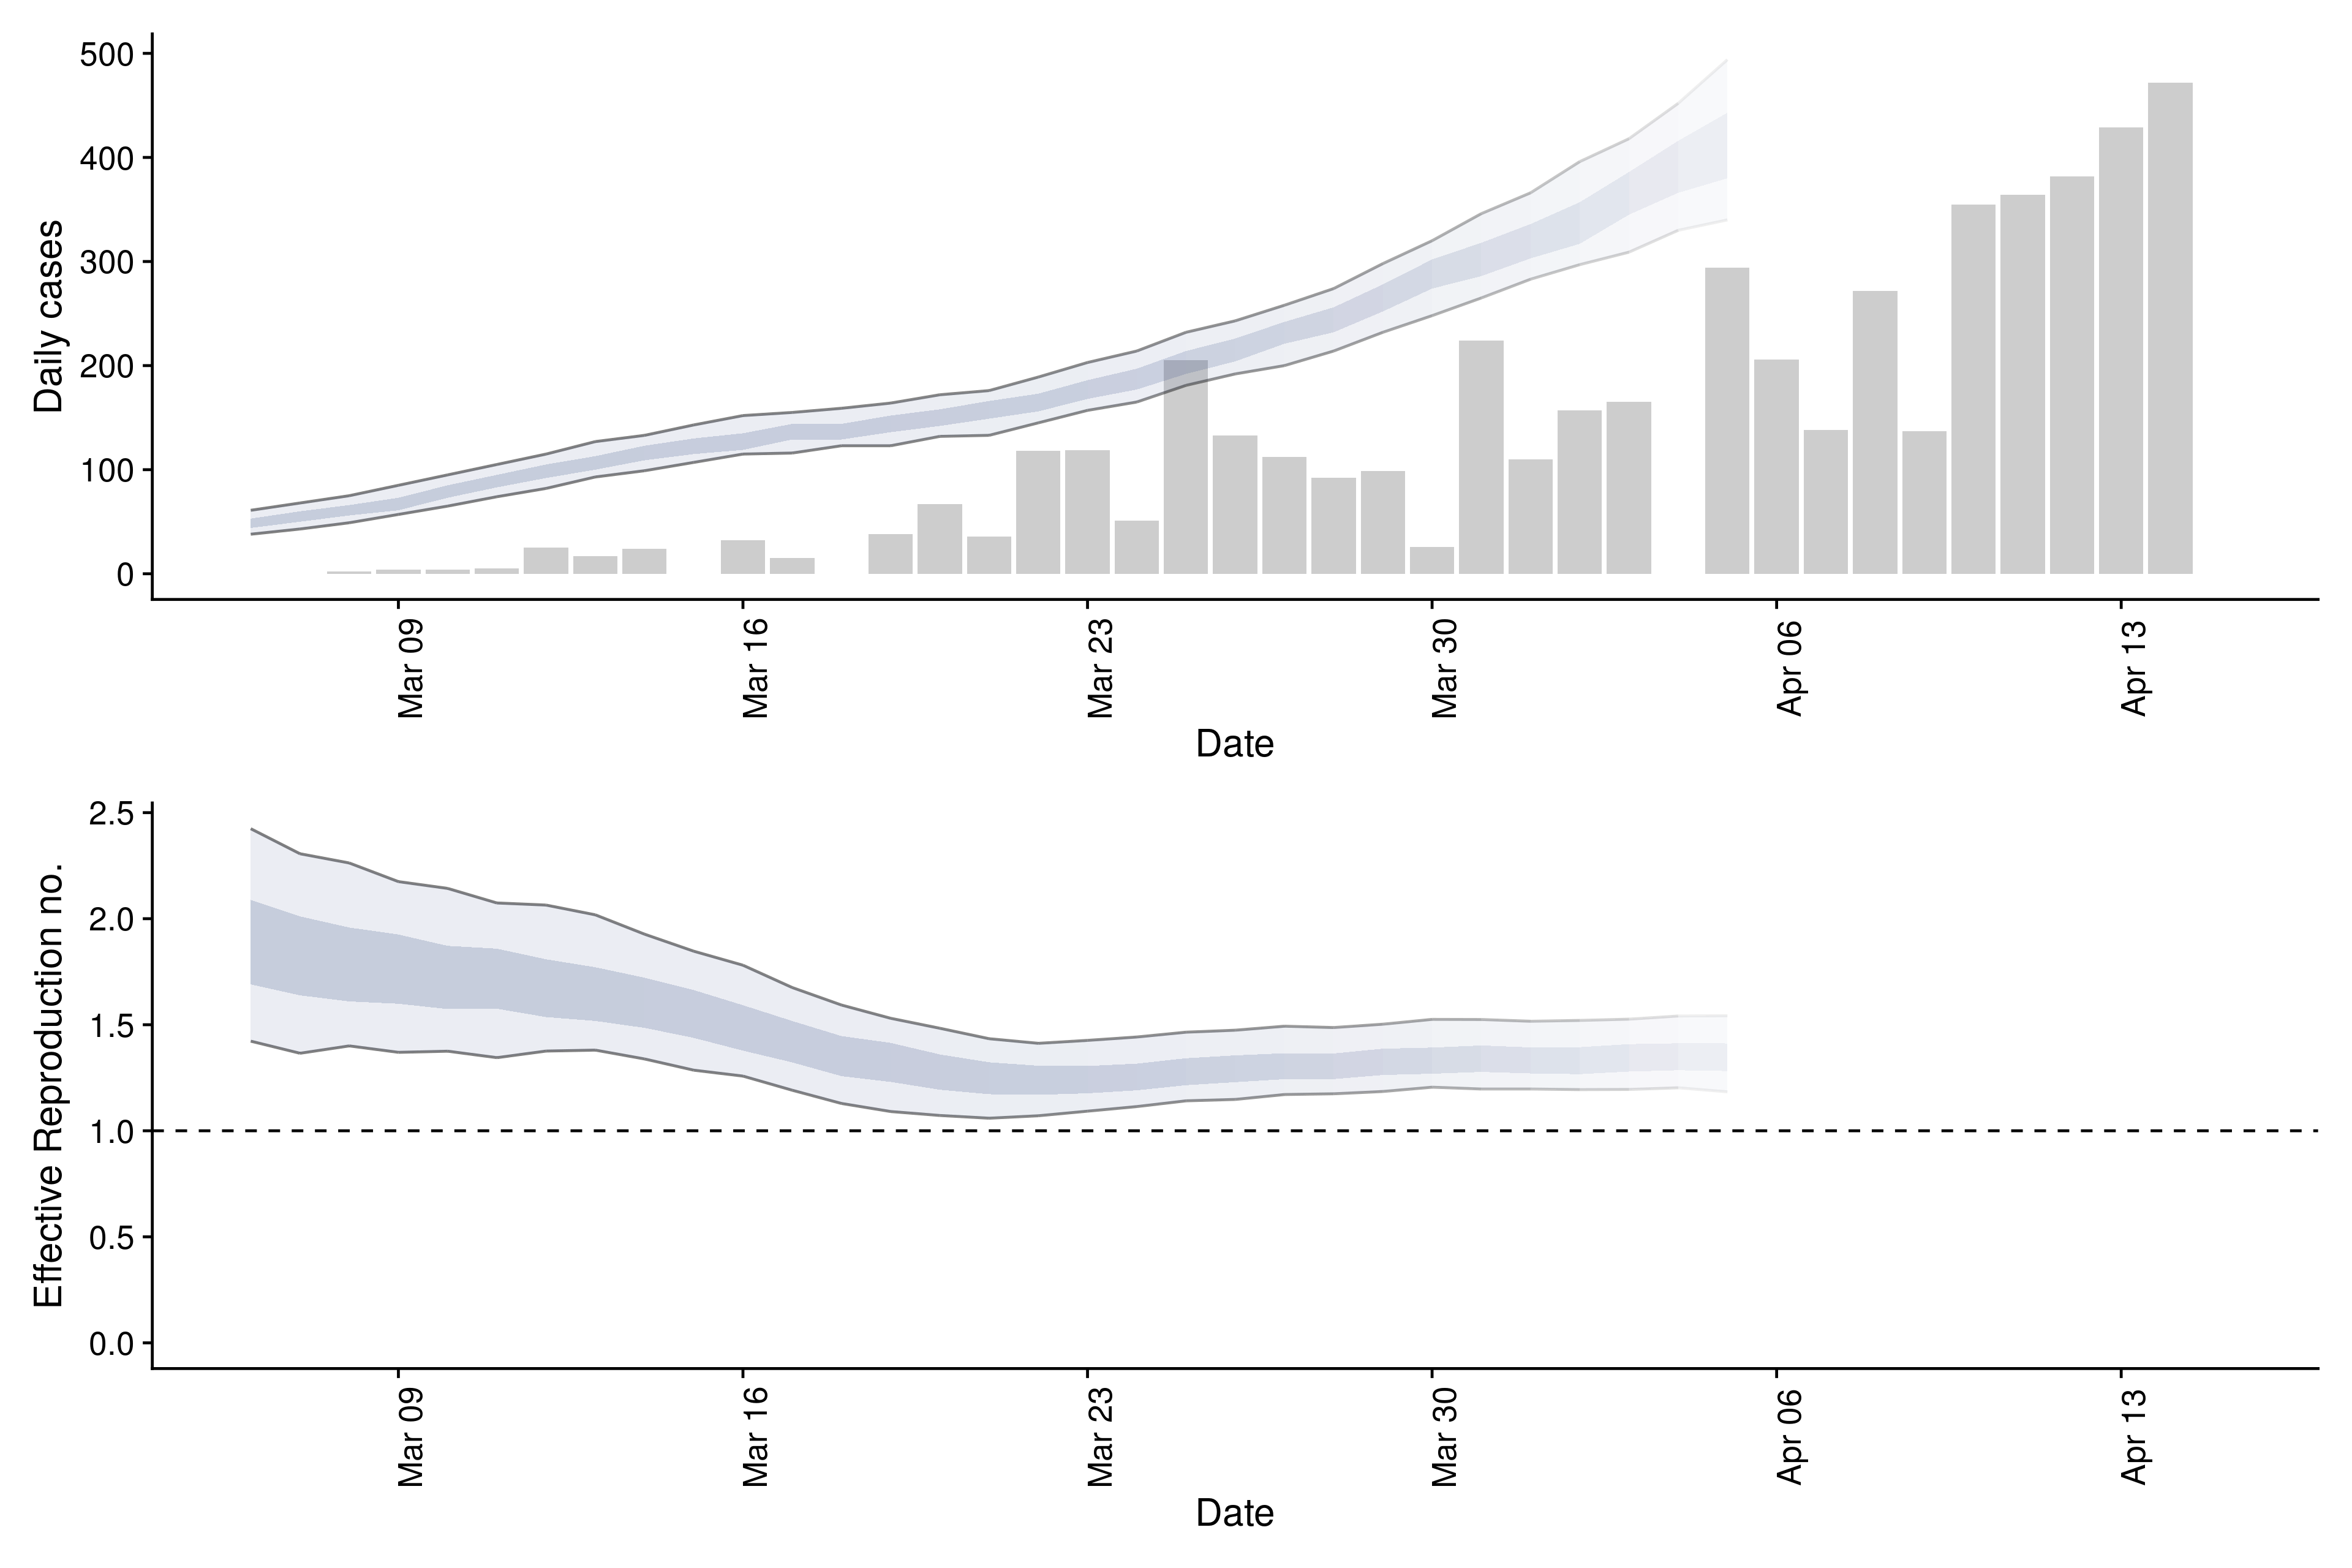 500
400
300
200
100
0
Daily cases
Mar 09
Mar 16
Mar 23
Mar 30
Apr 06
Apr 13
Date
2.5
2.0
1.5
1.0
0.5
0.0
Effective Reproduction no.
Mar 09
Mar 16
Mar 23
Mar 30
Apr 06
Apr 13
Date